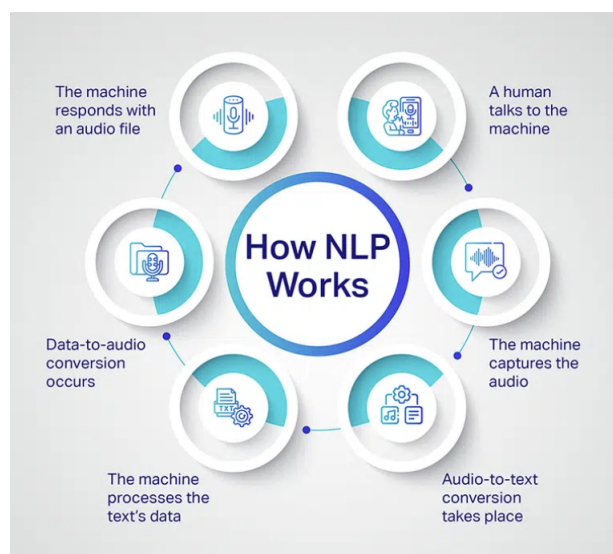 How NLP
Works
A human
talks to the
machine
The machine
captures the
audio
Audio-to-text
conversion
takes place
TXT
The machine
processes the
text's data
Data-to-audio
conversion
occurs
The machine
responds with
an audio file